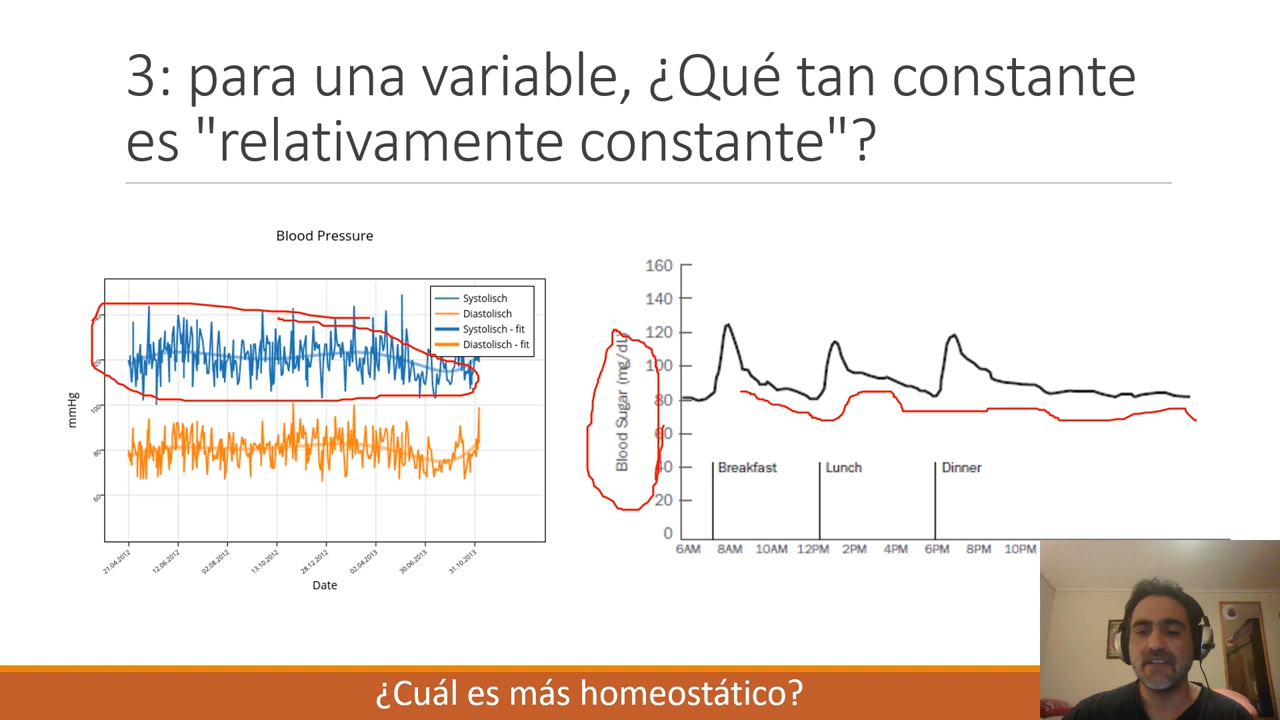 3: para una variable, ¿Qué tan constante
es "relativamente constante"?
Blood Pressure
Systolisch
Diastolisch
Systolisch - fit
Diastolisch - fit
mmHg
100
80
60
21.04.2012
12.06.2012
02.08.2012
13.10.2012
28.12.2012
02.04.2013
30.06.2013
31.10.2013
Date
160
140
120
100
80
60
40
20
0
Blood Sugar (mg/dL)
Breakfast
Lunch
Dinner
6AM 8AM 10AM 12PM 2PM 4PM 6PM 8PM 10PM
¿Cuál es más homeostático?